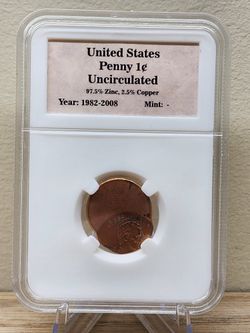 United States
Penny 1¢
Uncirculated
97.5% Zinc, 2.5% Copper
Year: 1982-2008 Mint: -